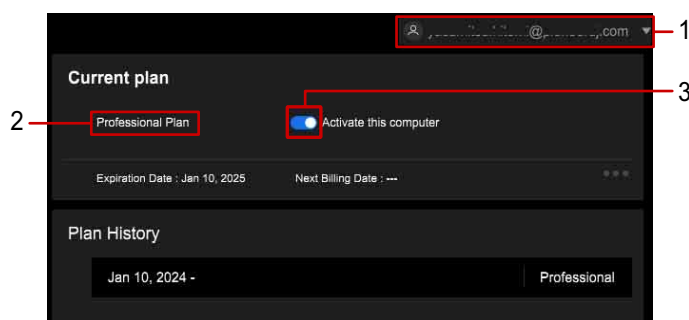 @
.com
1
Current plan
3
2
Professional Plan
Activate this computer
Expiration Date : Jan 10, 2025
Next Billing Date : ---
Plan History
Jan 10, 2024 -
Professional